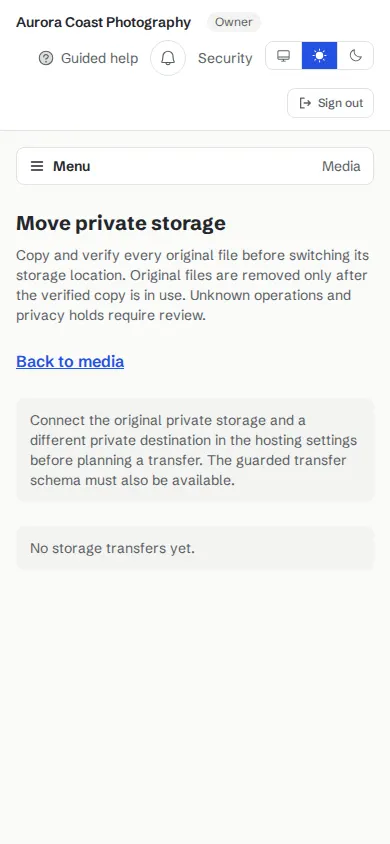 Aurora Coast Photography Owner
Guided help Security
Sign out
Menu Media
Move private storage
Copy and verify every original file before switching its
storage location. Original files are removed only after
the verified copy is in use. Unknown operations and
privacy holds require review.
Back to media
Connect the original private storage and a
different private destination in the hosting settings
before planning a transfer. The guarded transfer
schema must also be available.
No storage transfers yet.